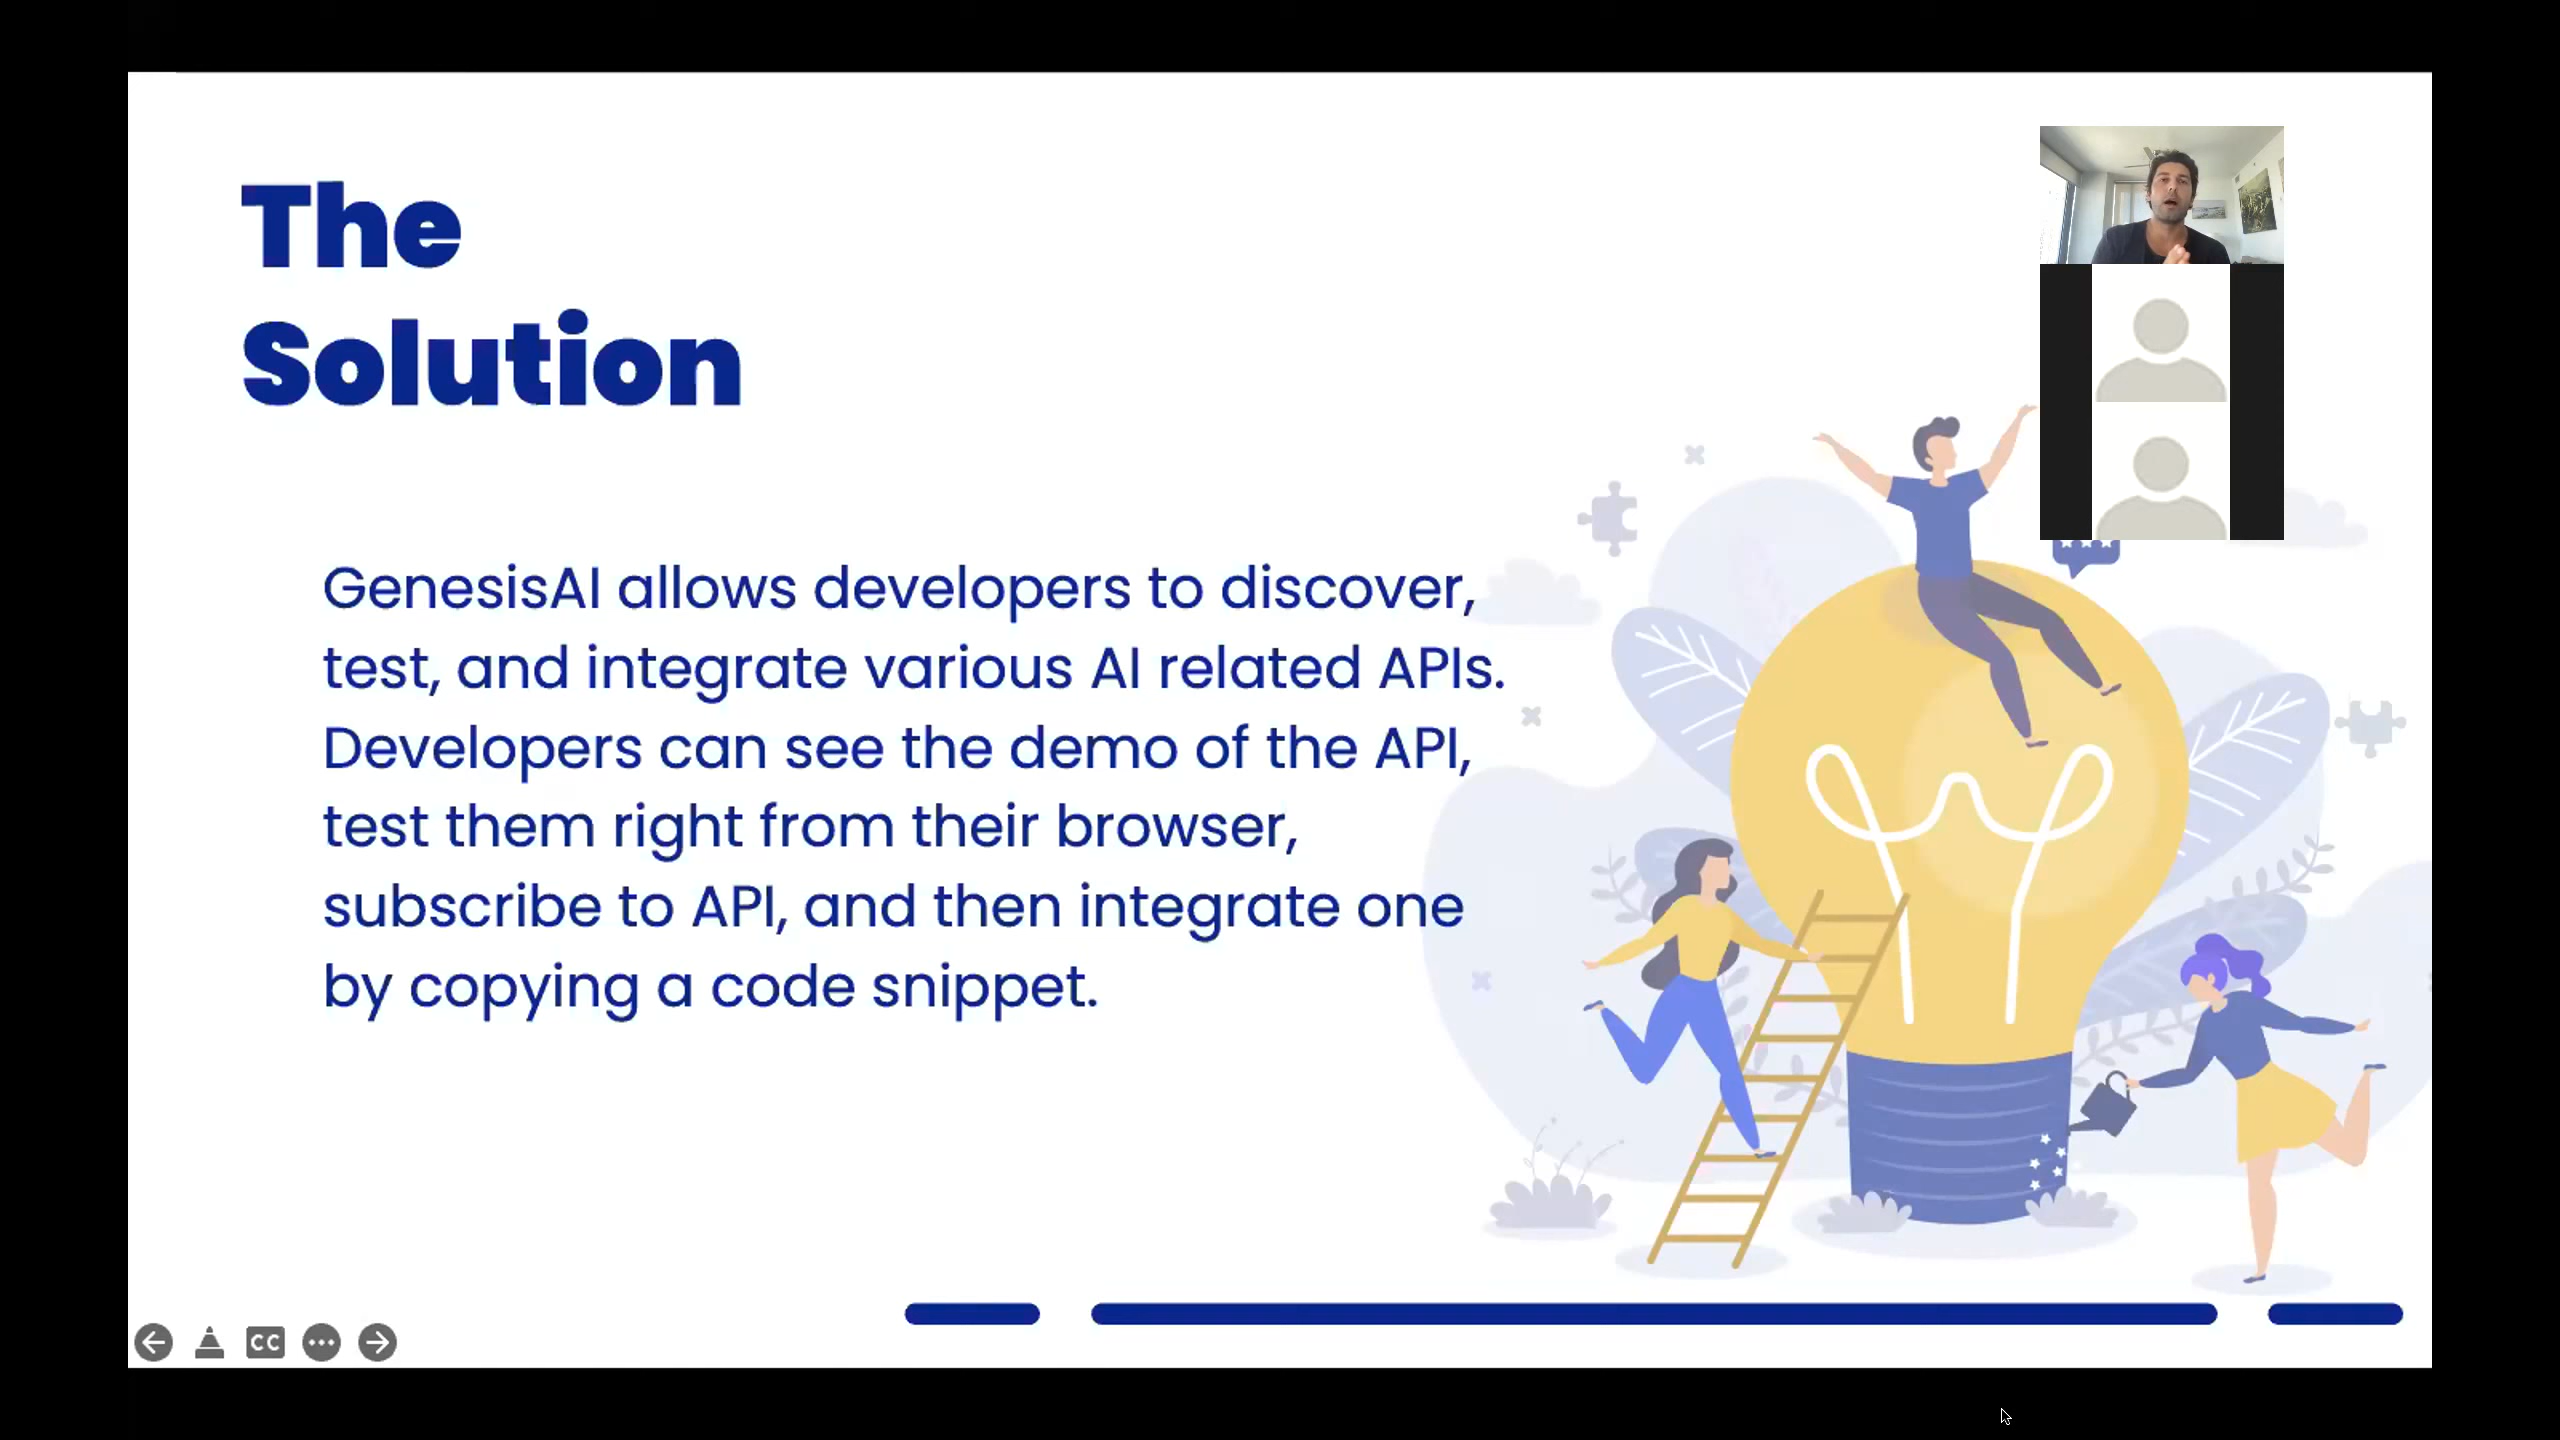 The
Solution
GenesisAI allows developers to discover,
test, and integrate various AI related APIs.
Developers can see the demo of the API,
test them right from their browser,
subscribe to API, and then integrate one
by copying a code snippet.
CC